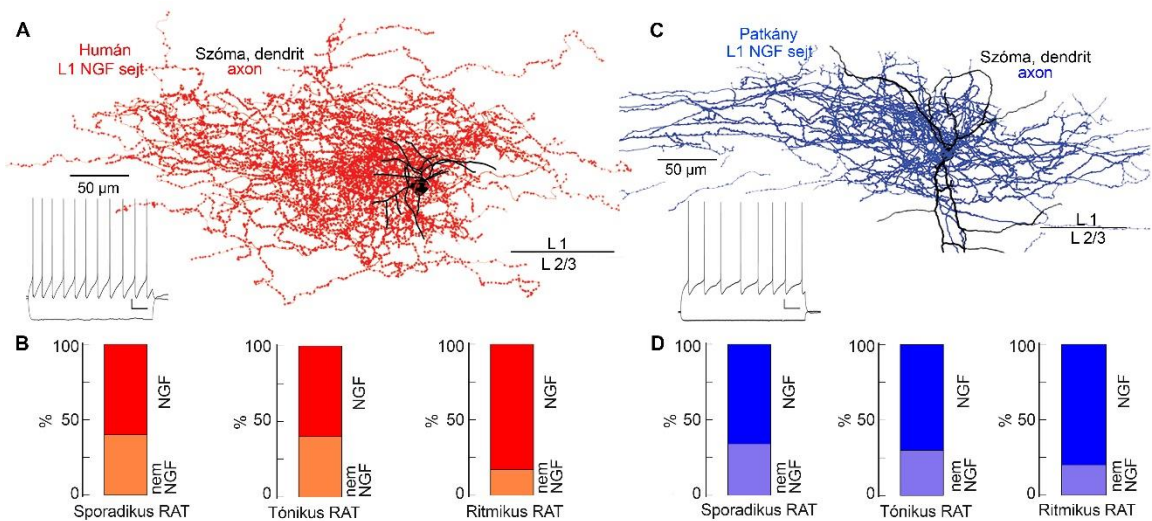 A
Humán
L1 NGF sejt
Szóma, dendrit
axon
50 µm
L 1
L 2/3
C
Patkány
L1 NGF sejt
Szóma, dendrit
axon
50 µm
L 1
L 2/3
B
100
50
0
%
NGF
nem
NGF
Sporadikus RAT
100
50
0
%
NGF
nem
NGF
Tónikus RAT
100
50
0
%
NGF
nem
NGF
Ritmikus RAT
D
100
50
0
%
NGF
nem
NGF
Sporadikus RAT
100
50
0
%
NGF
nem
NGF
Tónikus RAT
100
50
0
%
NGF
nem
NGF
Ritmikus RAT